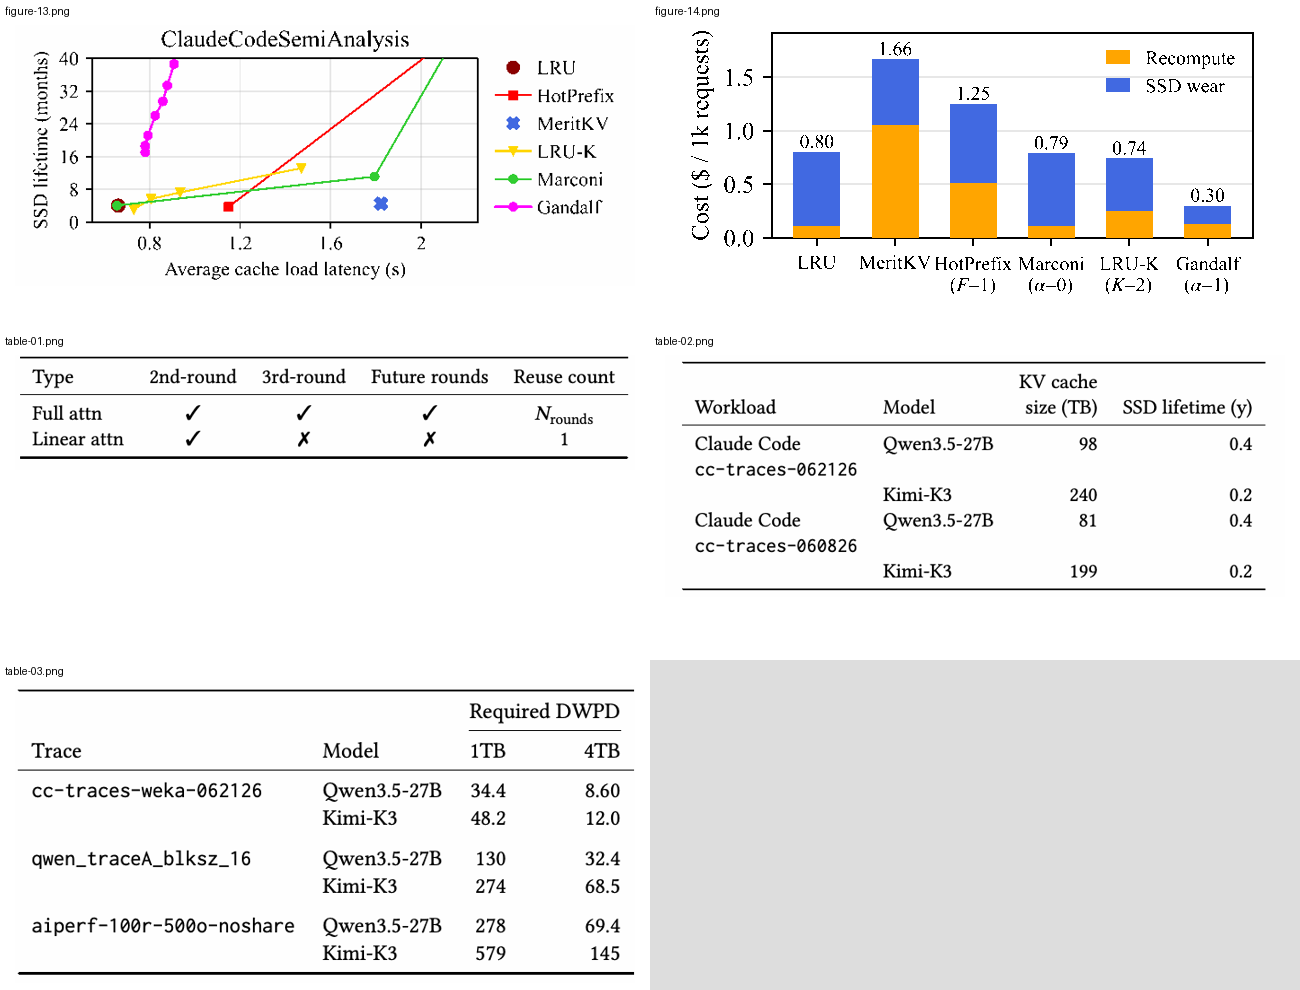 figure-13.png
ClaudeCodeSemiAnalysis
SSD lifetime (months)
40
32
24
16
8
0
0.8 1.2 1.6 2
Average cache load latency (s)
LRU
HotPrefix
MeritKV
LRU-K
Marconi
Gandalf
figure-14.png
Cost ($ / 1k requests)
1.5
1.0
0.5
0.0
0.80
1.66
1.25
0.79
0.74
0.30
Recompute
SSD wear
LRU MeritKV HotPrefix Marconi LRU-K Gandalf
(F–1) (α–0) (K–2) (α–1)
table-01.png
Type 2nd-round 3rd-round Future rounds Reuse count
Full attn ✓ ✓ ✓ Nrounds
Linear attn ✓ ✗ ✗ 1
table-02.png
KV cache
Workload Model size (TB) SSD lifetime (y)
Claude Code Qwen3.5-27B 98 0.4
cc-traces-062126
Kimi-K3 240 0.2
Claude Code Qwen3.5-27B 81 0.4
cc-traces-060826
Kimi-K3 199 0.2
table-03.png
Required DWPD
Trace Model 1TB 4TB
cc-traces-weka-062126 Qwen3.5-27B 34.4 8.60
Kimi-K3 48.2 12.0
qwen_traceA_blksz_16 Qwen3.5-27B 130 32.4
Kimi-K3 274 68.5
aiperf-100r-500o-noshare Qwen3.5-27B 278 69.4
Kimi-K3 579 145